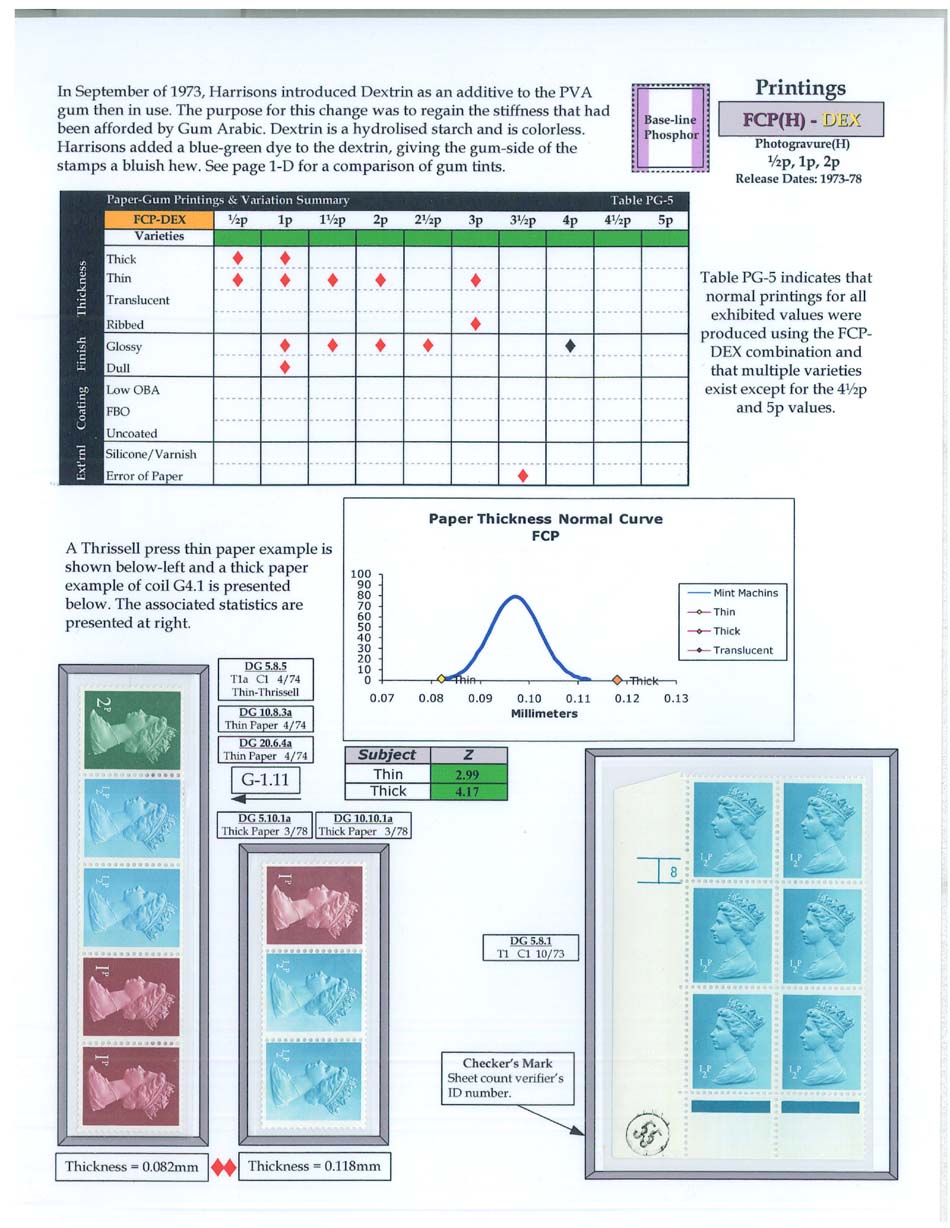 In September of 1973, Harrisons introduced Dextrin as an additive to the PVA
gum then in use. The purpose for this change was to regain the stiffness that had
been afforded by Gum Arabic. Dextrin is a hydrolised starch and is colorless.
Harrisons added a blue-green dye to the dextrin, giving the gum-side of the
stamps a bluish hew. See page 1-D for a comparison of gum tints.
Base-line
Phosphor
Printings
FCP(H) - DEX
Photogravure(H)
½p, 1p, 2p
Release Dates: 1973-78
Paper-Gum Printings & Variation Summary Table PG-5
FCP-DEX ½p 1p 1½p 2p 2½p 3p 3½p 4p 4½p 5p
Varieties
Thickness
Thick
Thin
Translucent
Ribbed
Finish
Glossy
Dull
Coating
Low OBA
FBO
Uncoated
Ext'rnl
Silicone/Varnish
Error of Paper
Table PG-5 indicates that
normal printings for all
exhibited values were
produced using the FCP-
DEX combination and
that multiple varieties
exist except for the 4½p
and 5p values.
A Thrissell press thin paper example is
shown below-left and a thick paper
example of coil G4.1 is presented
below. The associated statistics are
presented at right.
Paper Thickness Normal Curve
FCP
100
90
80
70
60
50
40
30
20
10
0
Thin
Thick
0.07 0.08 0.09 0.10 0.11 0.12 0.13
Millimeters
Mint Machins
Thin
Thick
Translucent
DG 5.8.5
T1a C1 4/74
Thin-Thrissell
DG 10.8.3a
Thin Paper 4/74
DG 20.6.4a
Thin Paper 4/74
G-1.11
Subject Z
Thin 2.99
Thick 4.17
DG 5.10.1a
Thick Paper 3/78
DG 10.10.1a
Thick Paper 3/78
2P
½P
½P
1P
1P
1P
½P
½P
DG 5.8.1
T1 C1 10/73
8
½P ½P
½P ½P
½P ½P
Checker's Mark
Sheet count verifier's
ID number.
55
Thickness = 0.082mm
Thickness = 0.118mm